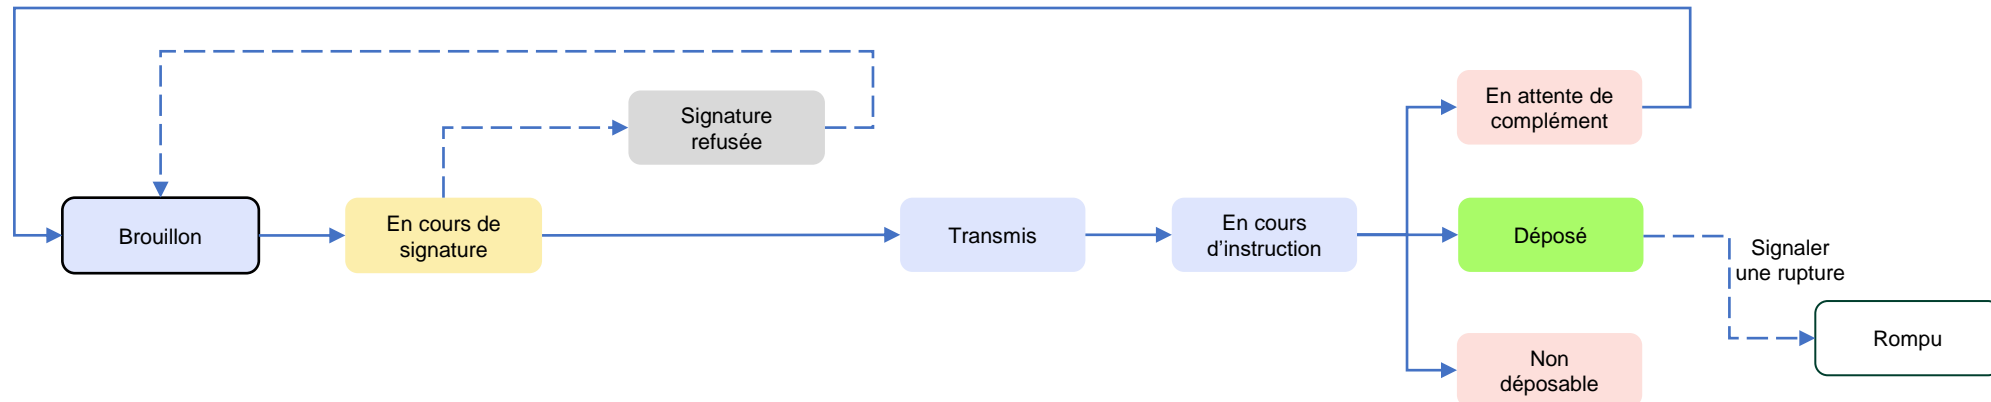 En attente de
complément
Signature
refusée
Brouillon
En cours de
signature
Transmis
En cours
d’instruction
Déposé
Signaler
une rupture
Rompu
Non
déposable